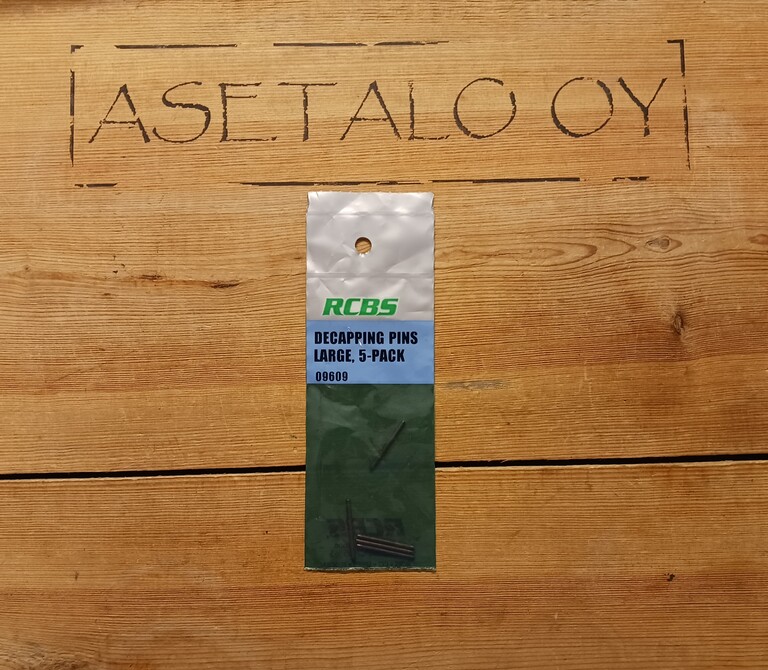 ASETALO OY
RCBS
DECAPPING PINS
LARGE, 5-PACK
09609